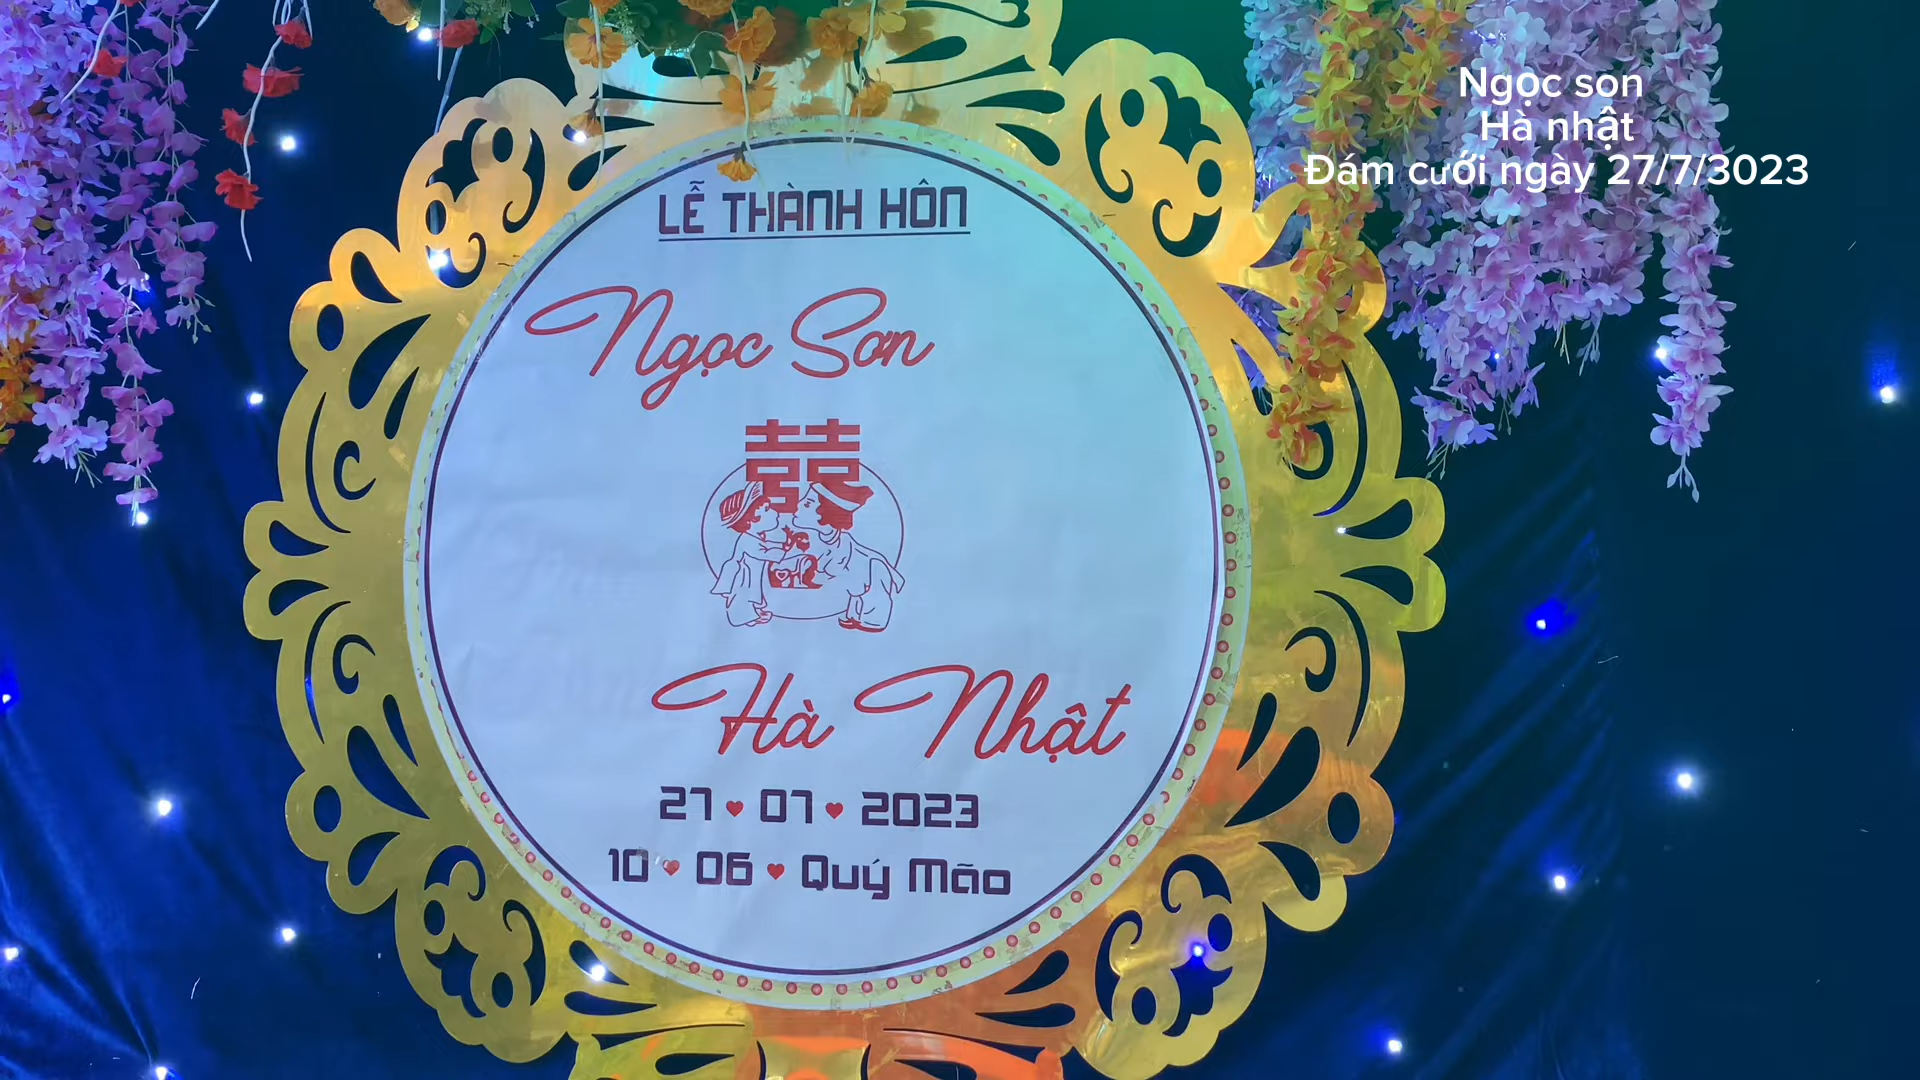 Ngọc son
Hà nhật
Đám cưới ngày 27/7/3023
LỄ THÀNH HÔN
Ngọc Sơn
囍
Hà Nhật
27 ♥ 07 ♥ 2023
10 ♥ 06 ♥ Quý Mão